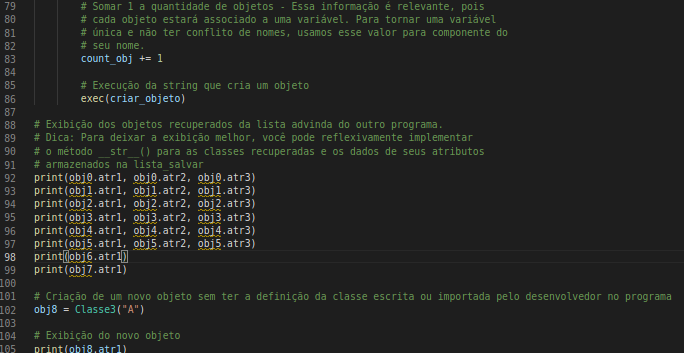 79 # Somar 1 a quantidade de objetos - Essa informação é relevante, pois
80 # cada objeto estará associado a uma variável. Para tornar uma variável
81 # única e não ter conflito de nomes, usamos esse valor para componente do
82 # seu nome.
83 count_obj += 1
84
85 # Execução da string que cria um objeto
86 exec(criar_objeto)
87
88 # Exibição dos objetos recuperados da lista advinda do outro programa.
89 # Dica: Para deixar a exibição melhor, você pode reflexivamente implementar
90 # o método __str__() para as classes recuperadas e os dados de seus atributos
91 # armazenados na lista_salvar
92 print(obj0.atr1, obj0.atr2, obj0.atr3)
93 print(obj1.atr1, obj1.atr2, obj1.atr3)
94 print(obj2.atr1, obj2.atr2, obj2.atr3)
95 print(obj3.atr1, obj3.atr2, obj3.atr3)
96 print(obj4.atr1, obj4.atr2, obj4.atr3)
97 print(obj5.atr1, obj5.atr2, obj5.atr3)
98 print(obj6.atr1)
99 print(obj7.atr1)
100
101 # Criação de um novo objeto sem ter a definição da classe escrita ou importada pelo desenvolvedor no programa
102 obj8 = Classe3("A")
103
104 # Exibição do novo objeto
105 print(obj8.atr1)